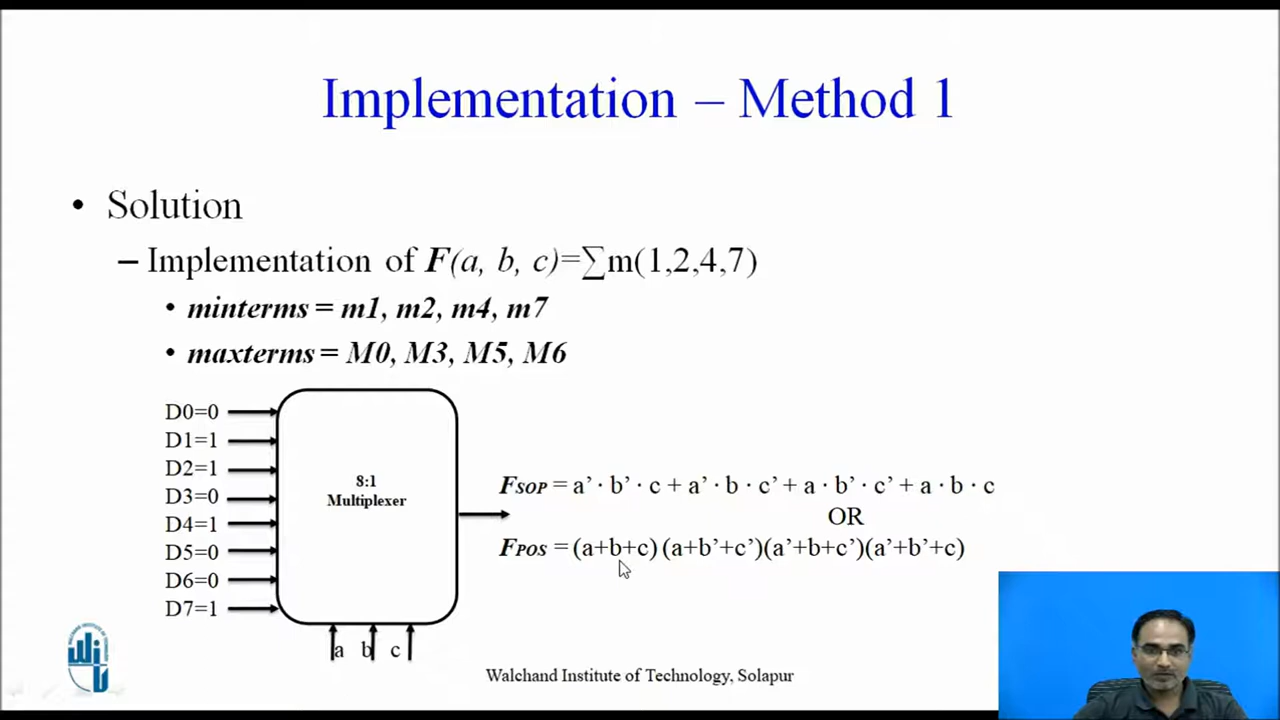 Implementation – Method 1
• Solution
– Implementation of F(a, b, c)=∑m(1,2,4,7)
• minterms = m1, m2, m4, m7
• maxterms = M0, M3, M5, M6
D0=0
D1=1
D2=1
D3=0
D4=1
D5=0
D6=0
D7=1
8:1
Multiplexer
a b c
FSOP = a’ · b’ · c + a’ · b · c’ + a · b’ · c’ + a · b · c
OR
FPOS = (a+b+c) (a+b’+c’)(a’+b+c’)(a’+b’+c)
Walchand Institute of Technology, Solapur